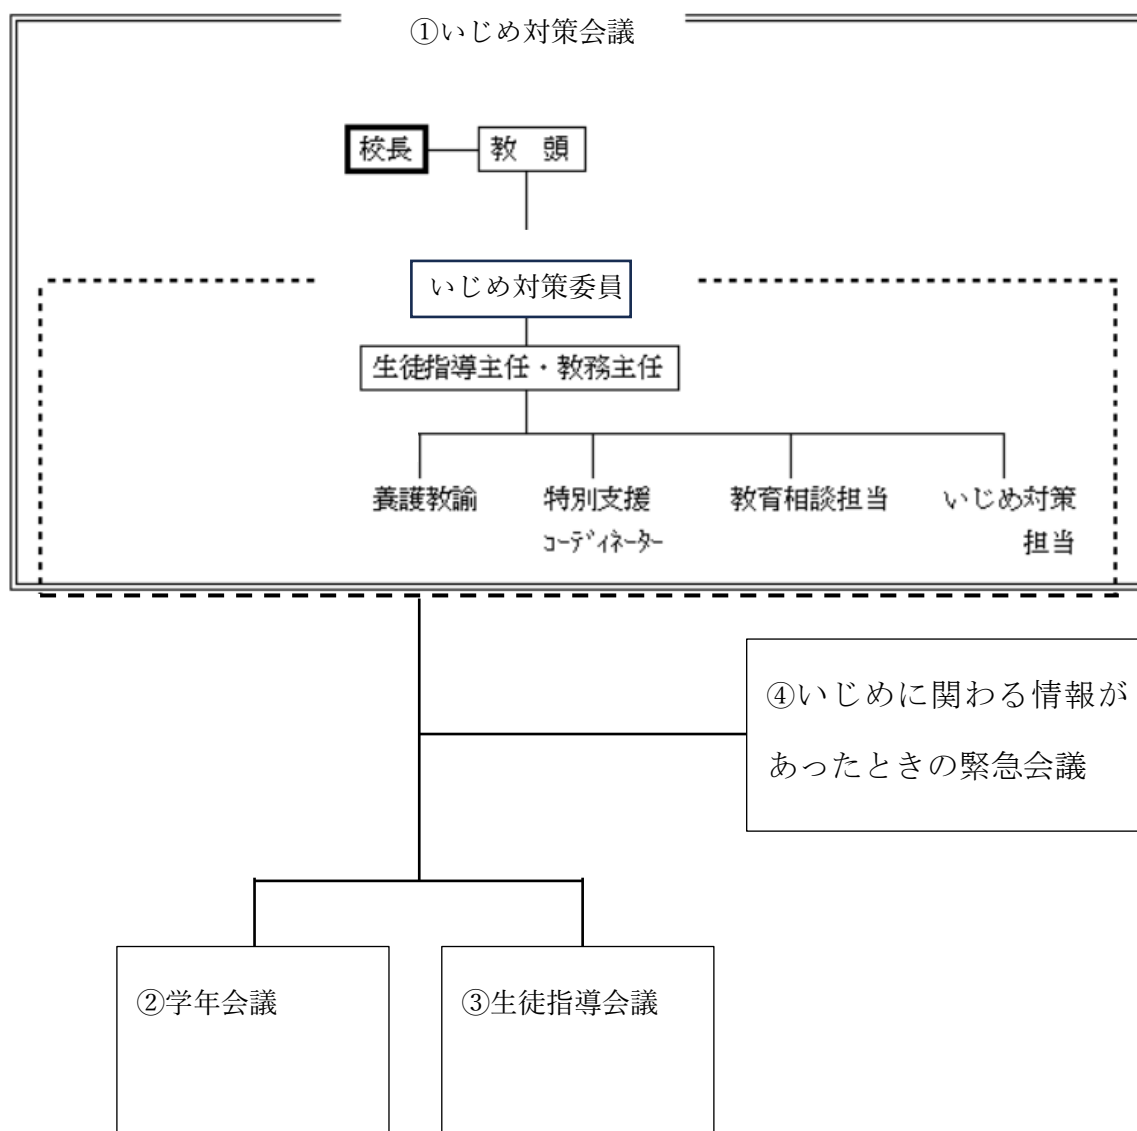 ①いじめ対策会議
校長
教　頭
いじめ対策委員
生徒指導主任・教務主任
養護教諭
特別支援
ｺｰﾃﾞｨﾈｰﾀｰ
教育相談担当
いじめ対策
担当
④いじめに関わる情報が
あったときの緊急会議
②学年会議
③生徒指導会議